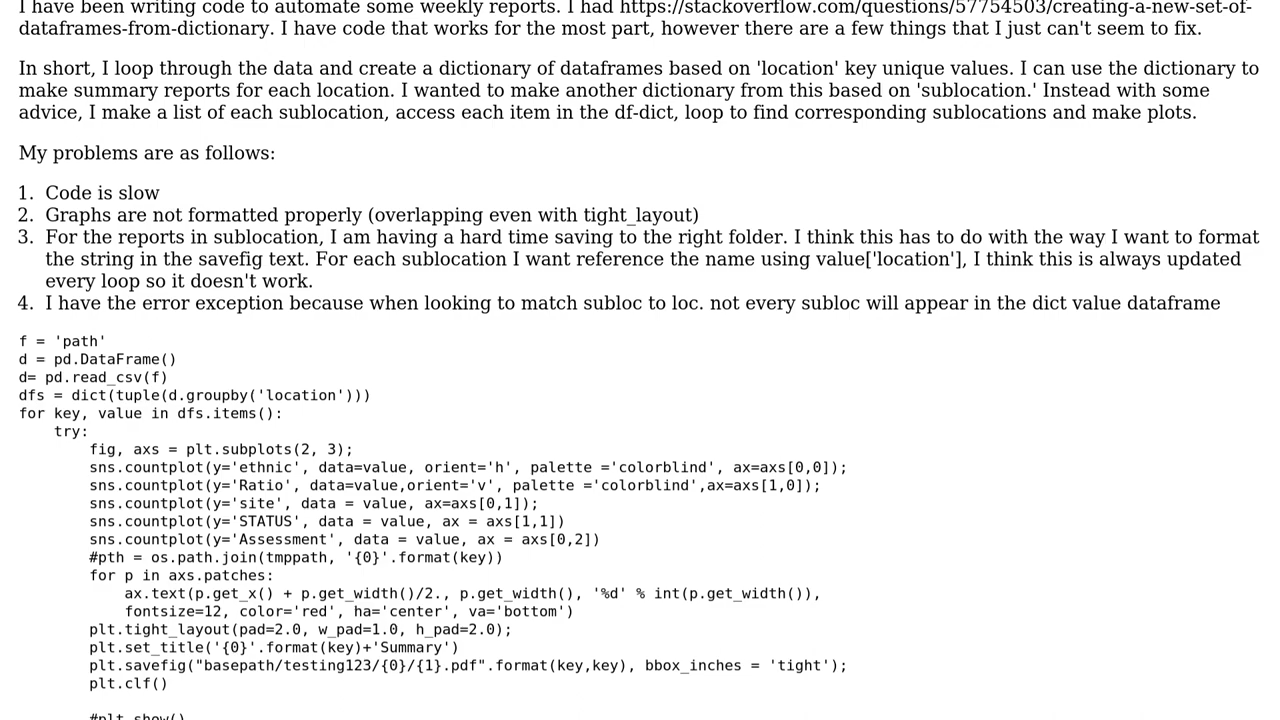 I have been writing code to automate some weekly reports. I had https://stackoverflow.com/questions/57754503/creating-a-new-set-of-
dataframes-from-dictionary. I have code that works for the most part, however there are a few things that I just can't seem to fix.
In short, I loop through the data and create a dictionary of dataframes based on 'location' key unique values. I can use the dictionary to
make summary reports for each location. I wanted to make another dictionary from this based on 'sublocation.' Instead with some
advice, I make a list of each sublocation, access each item in the df-dict, loop to find corresponding sublocations and make plots.
My problems are as follows:
1. Code is slow
2. Graphs are not formatted properly (overlapping even with tight_layout)
3. For the reports in sublocation, I am having a hard time saving to the right folder. I think this has to do with the way I want to format
the string in the savefig text. For each sublocation I want reference the name using value['location'], I think this is always updated
every loop so it doesn't work.
4. I have the error exception because when looking to match subloc to loc. not every subloc will appear in the dict value dataframe
f = 'path'
d = pd.DataFrame()
d= pd.read_csv(f)
dfs = dict(tuple(d.groupby('location')))
for key, value in dfs.items():
    try:
        fig, axs = plt.subplots(2, 3);
        sns.countplot(y='ethnic', data=value, orient='h', palette ='colorblind', ax=axs[0,0]);
        sns.countplot(y='Ratio', data=value,orient='v', palette ='colorblind',ax=axs[1,0]);
        sns.countplot(y='site', data = value, ax=axs[0,1]);
        sns.countplot(y='STATUS', data = value, ax = axs[1,1])
        sns.countplot(y='Assessment', data = value, ax = axs[0,2])
        #pth = os.path.join(tmppath, '{0}'.format(key))
        for p in axs.patches:
            ax.text(p.get_x() + p.get_width()/2., p.get_width(), '%d' % int(p.get_width()),
            fontsize=12, color='red', ha='center', va='bottom')
        plt.tight_layout(pad=2.0, w_pad=1.0, h_pad=2.0);
        plt.set_title('{0}'.format(key)+'Summary')
        plt.savefig("basepath/testing123/{0}/{1}.pdf".format(key,key), bbox_inches = 'tight');
        plt.clf()
        #plt.show()